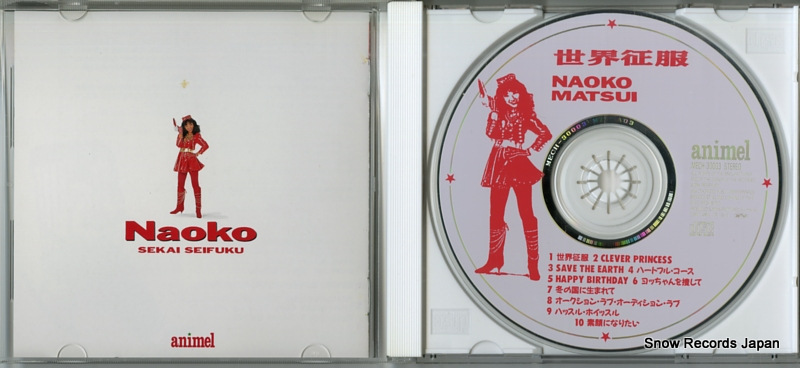 Naoko
SEKAI SEIFUKU
animel
世界征服
NAOKO
MATSUI
animel
STEREO
1 世界征服 2 CLEVER PRINCESS
3 SAVE THE EARTH 4 ハートフル・コース
5 HAPPY BIRTHDAY 6 ヨッちゃんを捜して
7 冬の国に生まれて
8 オークション・ラブ・オーディション・ラブ
9 ハッスル・ホイッスル
10 素顔になりたい
Snow Records Japan